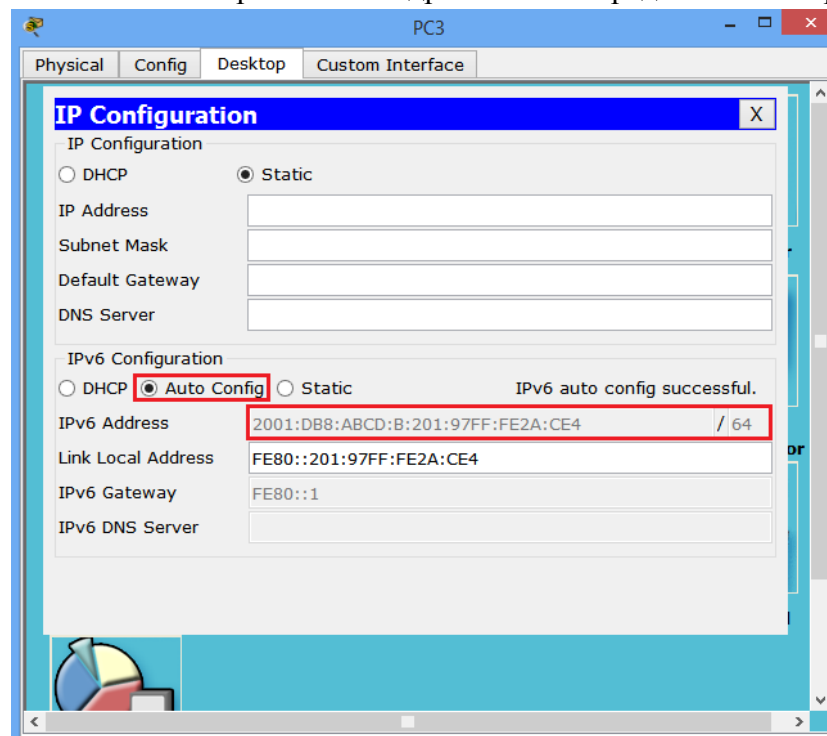 PC3
Physical Config Desktop Custom Interface
IP Configuration X
IP Configuration
DHCP Static
IP Address
Subnet Mask
Default Gateway
DNS Server
IPv6 Configuration
DHCP Auto Config Static IPv6 auto config successful.
IPv6 Address 2001:DB8:ABCD:B:201:97FF:FE2A:CE4 / 64
Link Local Address FE80::201:97FF:FE2A:CE4
IPv6 Gateway FE80::1
IPv6 DNS Server
or